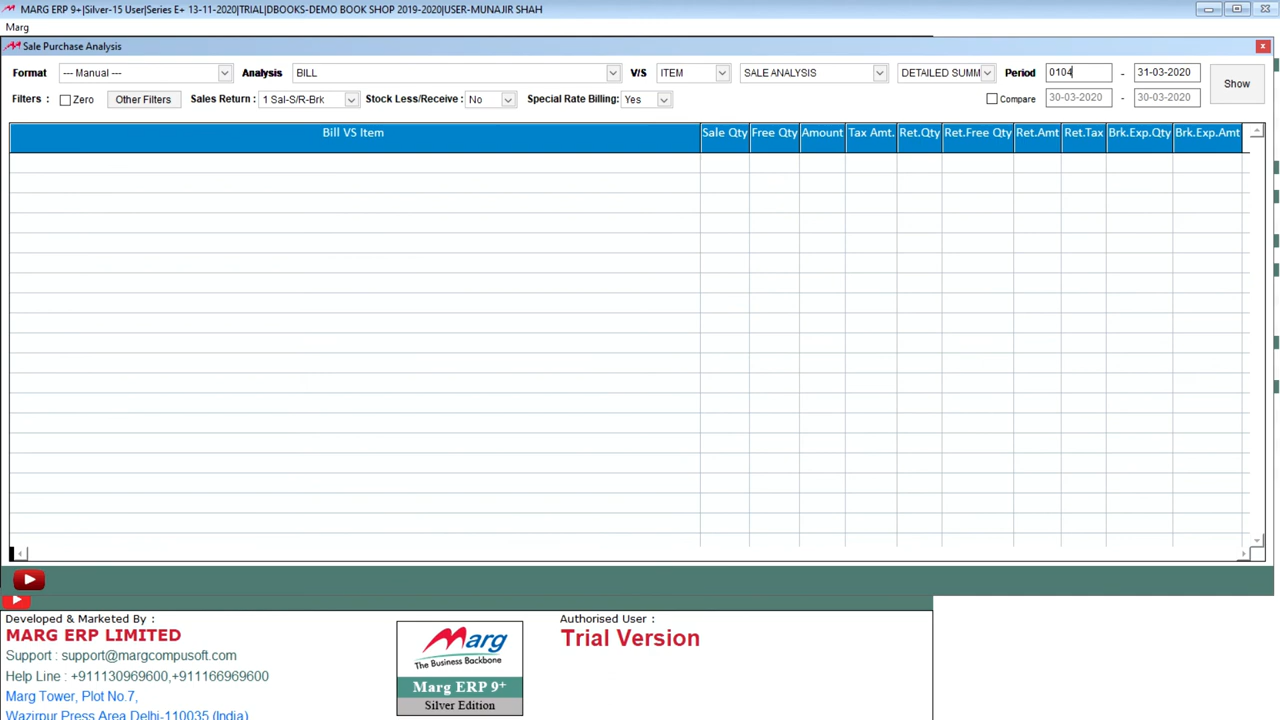 MARG ERP 9+|Silver-15 User|Series E+ 13-11-2020|TRIAL|DBOOKS-DEMO BOOK SHOP 2019-2020|USER-MUNAJIR SHAH
Marg
Sale Purchase Analysis
Format --- Manual --- Analysis BILL V/S ITEM SALE ANALYSIS DETAILED SUMM Period 0104 - 31-03-2020 Show
Filters : Zero Other Filters Sales Return : 1 Sal-S/R-Brk Stock Less/Receive : No Special Rate Billing: Yes Compare 30-03-2020 - 30-03-2020
Bill VS Item Sale Qty Free Qty Amount Tax Amt. Ret.Qty Ret.Free Qty Ret.Amt Ret.Tax Brk.Exp.Qty Brk.Exp.Amt
Developed & Marketed By :
MARG ERP LIMITED
Support : support@margcompusoft.com
Help Line : +911130969600,+911166969600
Marg Tower, Plot No.7,
Wazirpur Press Area Delhi-110035 (India)
Marg
The Business Backbone
Marg ERP 9+
Silver Edition
Authorised User :
Trial Version